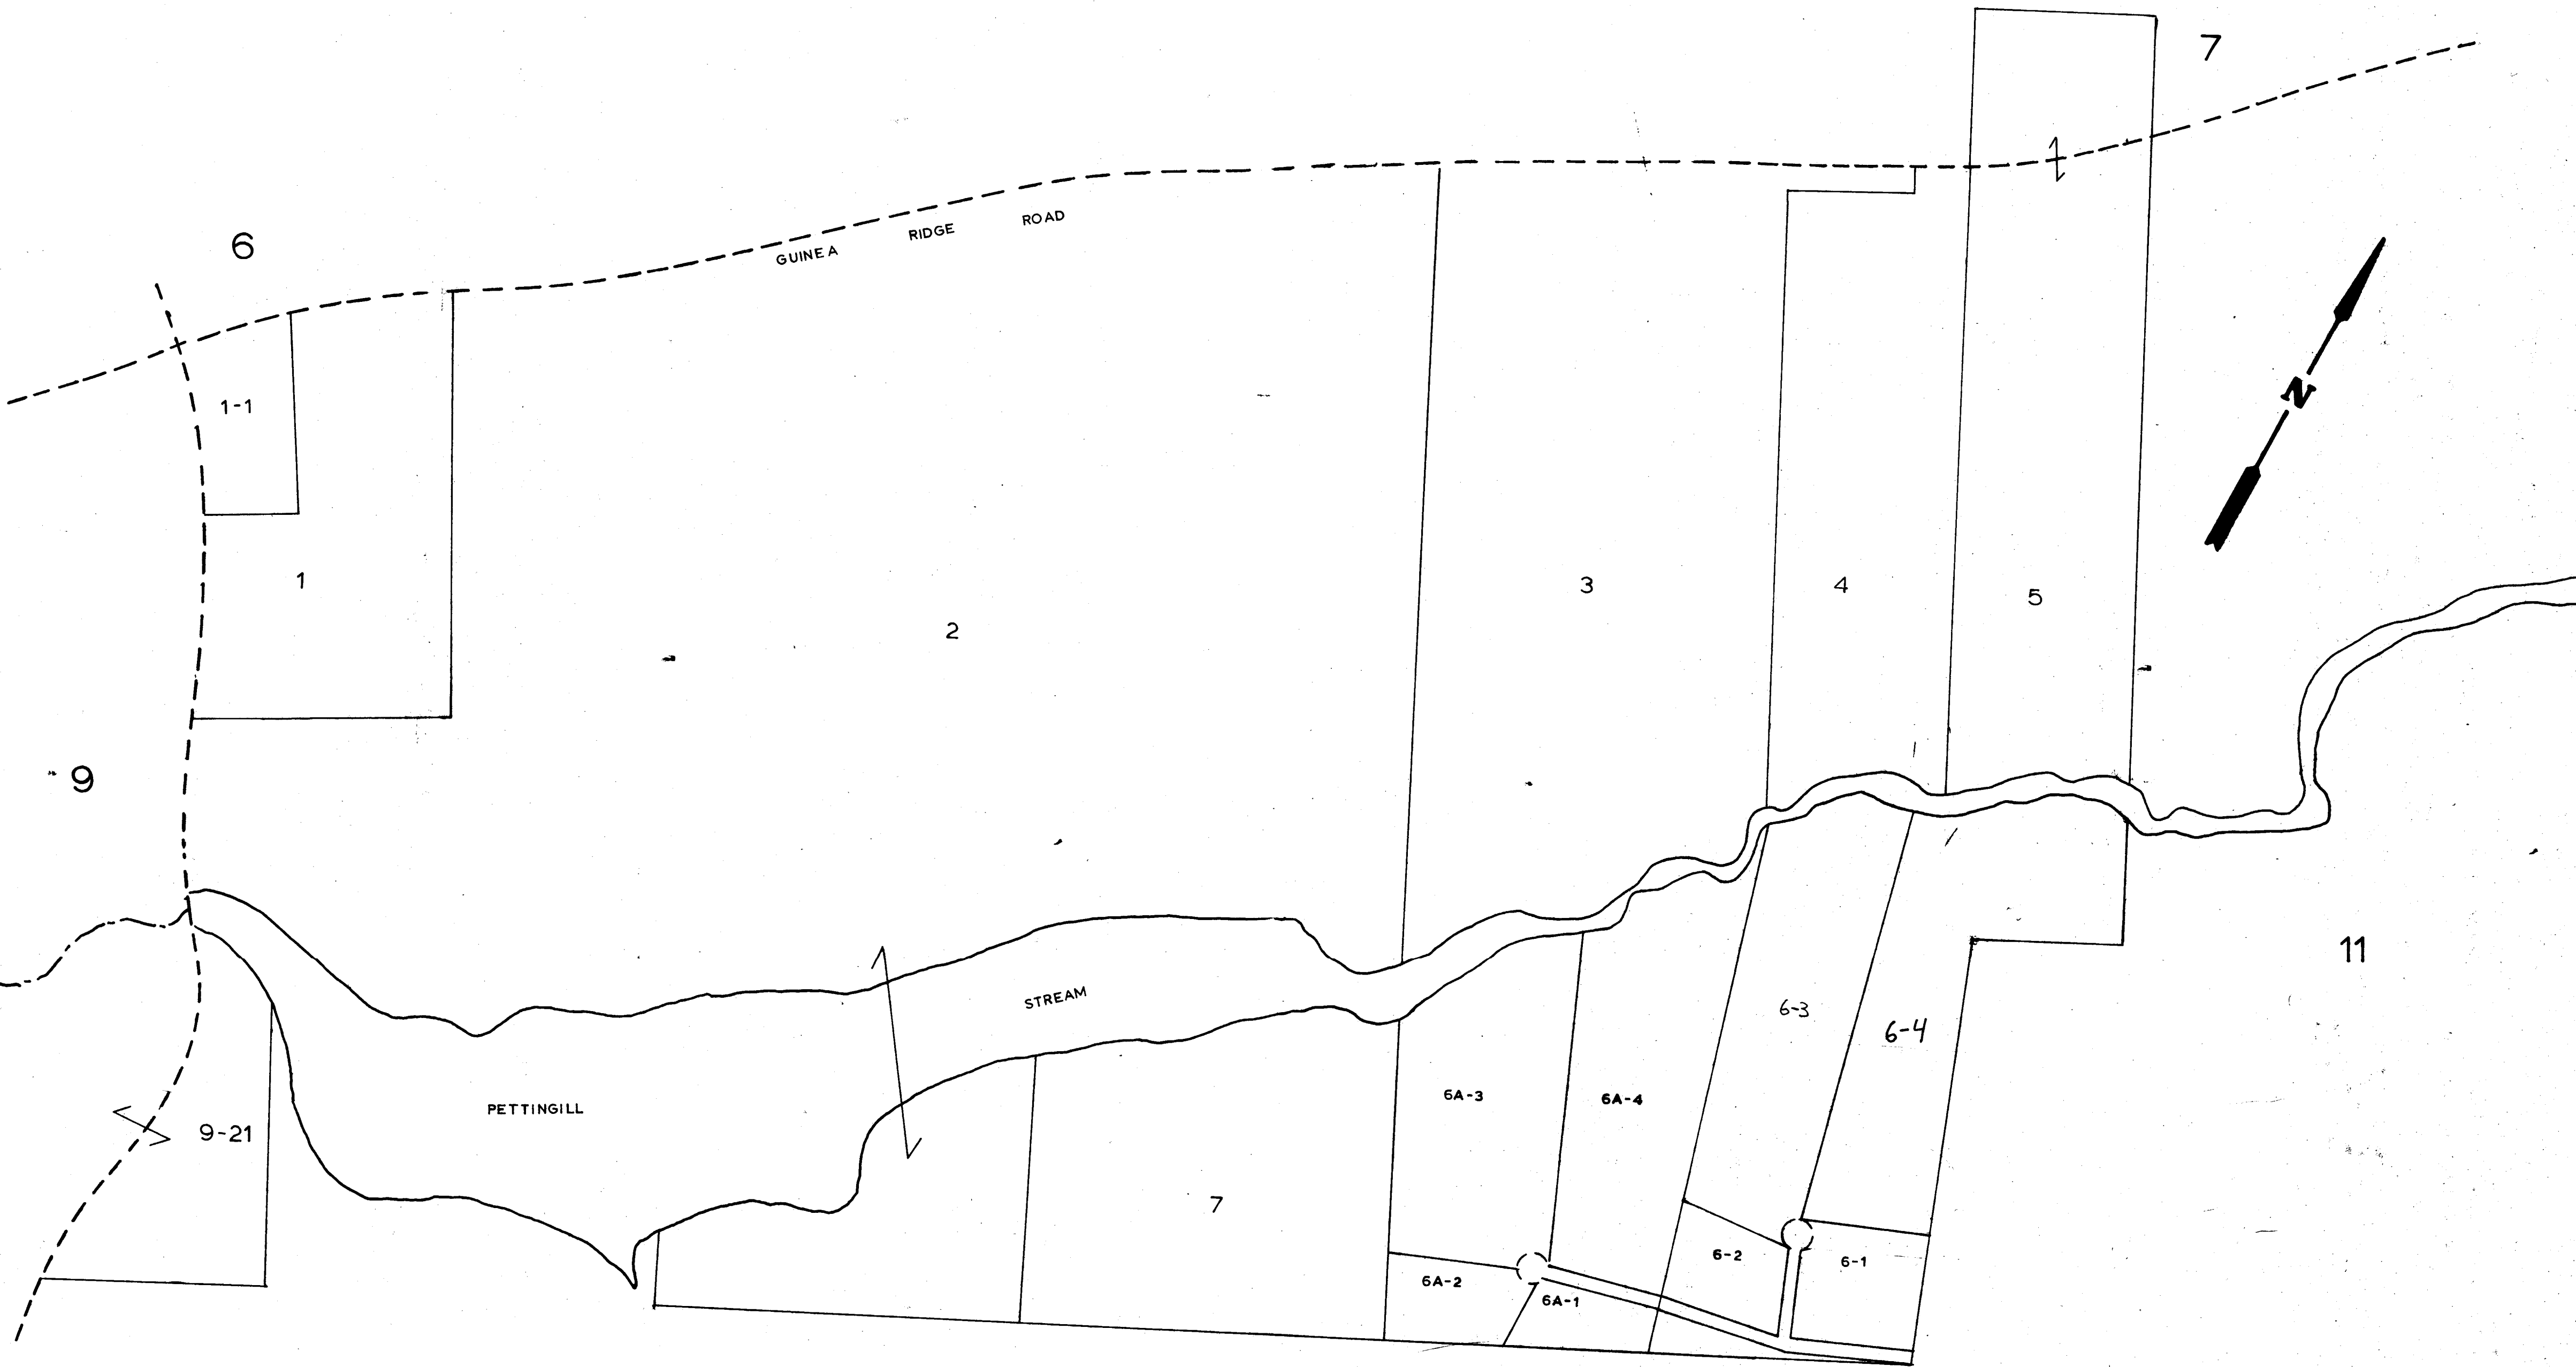 7
6
GUINEA RIDGE ROAD
N
1-1
1
2
3
4
5
9
11
STREAM
PETTINGILL
6-3
6-4
6A-3
6A-4
9-21
7
6-2
6-1
6A-2
6A-1